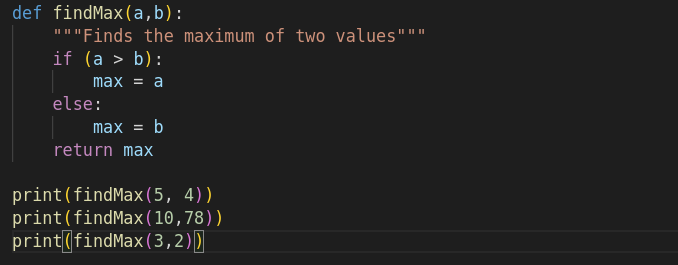 def findMax(a,b):
    """Finds the maximum of two values"""
    if (a > b):
        max = a
    else:
        max = b
    return max

print(findMax(5, 4))
print(findMax(10,78))
print(findMax(3,2))